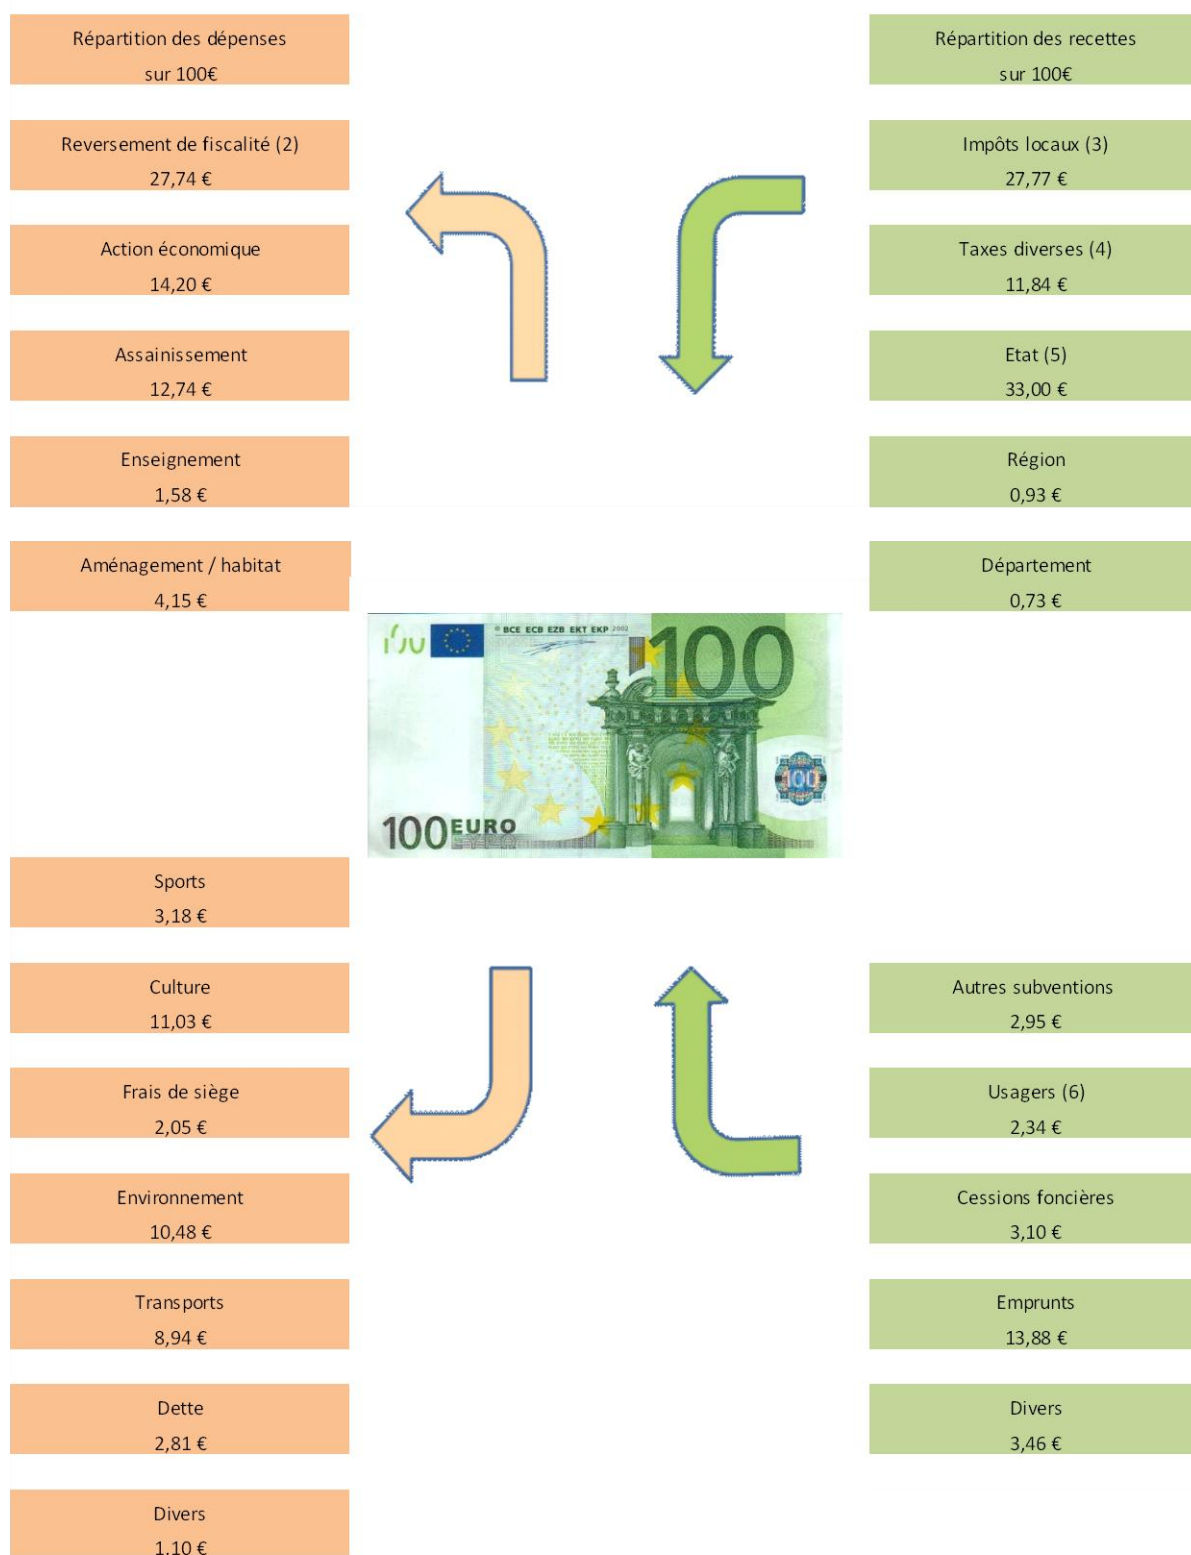 Répartition des dépenses
sur 100€
Reversement de fiscalité (2)
27,74 €
Action économique
14,20 €
Assainissement
12,74 €
Enseignement
1,58 €
Aménagement / habitat
4,15 €
Sports
3,18 €
Culture
11,03 €
Frais de siège
2,05 €
Environnement
10,48 €
Transports
8,94 €
Dette
2,81 €
Divers
1,10 €
BCE ECB EZB EKT EKP 2002
100
100
100 EURO
Répartition des recettes
sur 100€
Impôts locaux (3)
27,77 €
Taxes diverses (4)
11,84 €
Etat (5)
33,00 €
Région
0,93 €
Département
0,73 €
Autres subventions
2,95 €
Usagers (6)
2,34 €
Cessions foncières
3,10 €
Emprunts
13,88 €
Divers
3,46 €